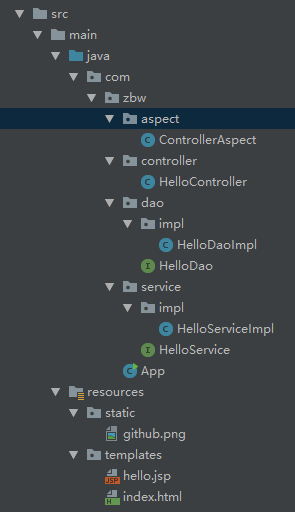 src
main
java
com
zbw
aspect
ControllerAspect
controller
HelloController
dao
impl
HelloDaoImpl
HelloDao
service
impl
HelloServiceImpl
HelloService
App
resources
static
github.png
templates
hello.jsp
index.html